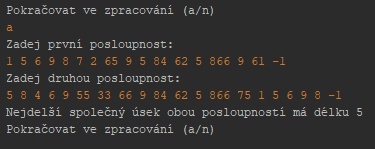 Pokračovat ve zpracování (a/n)
a
Zadej první posloupnost:
1 5 6 9 8 7 2 65 9 5 84 62 5 866 9 61 -1
Zadej druhou posloupnost:
5 8 4 6 9 55 33 66 9 84 62 5 866 75 1 5 6 9 8 -1
Nejdelší společný úsek obou posloupností má délku 5
Pokračovat ve zpracování (a/n)